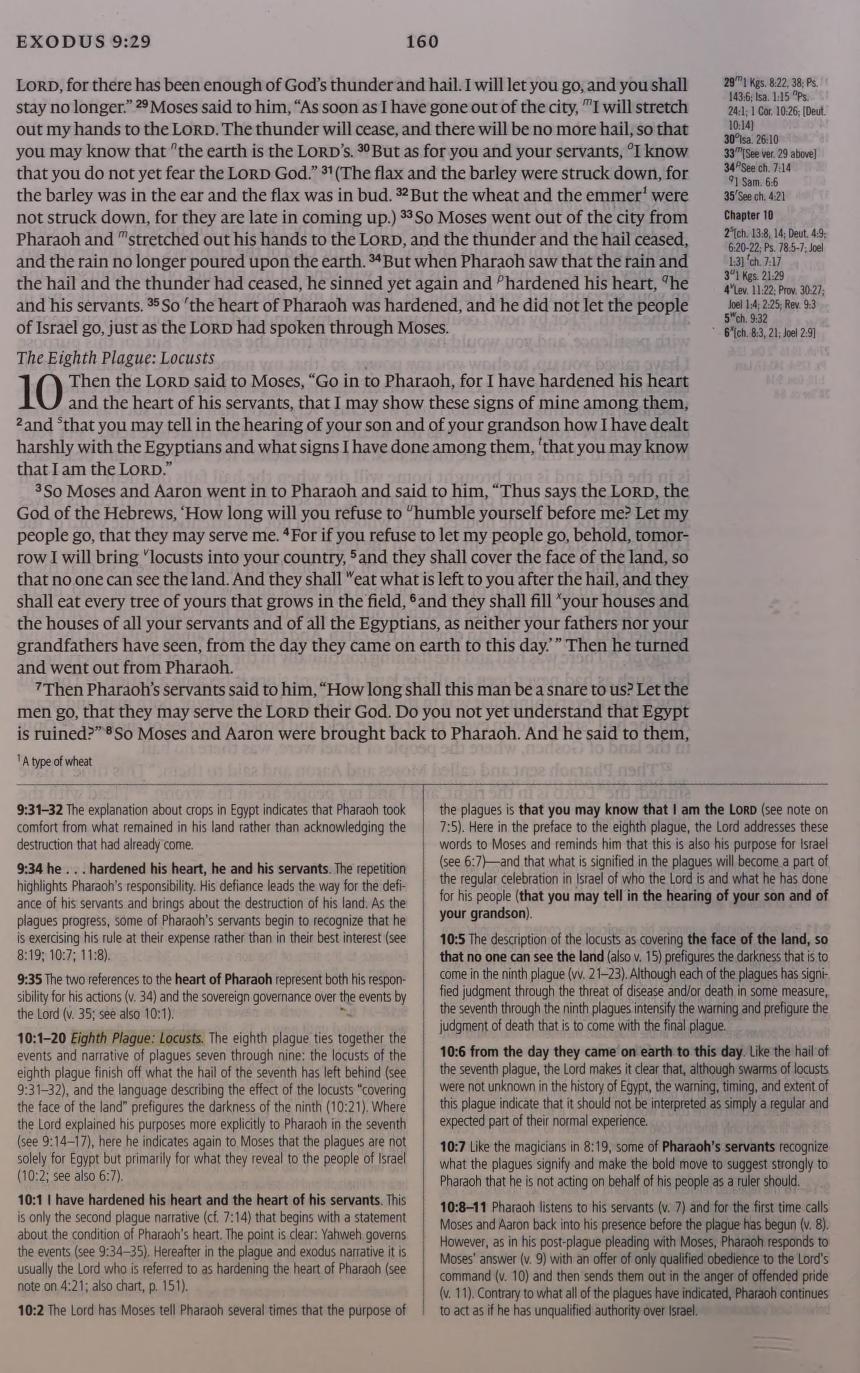 EXODUS 9:29
160
LORD, for there has been enough of God's thunder and hail. I will let you go, and you shall
stay no longer." 29 Moses said to him, "As soon as I have gone out of the city, m I will stretch
out my hands to the LORD. The thunder will cease, and there will be no more hail, so that
you may know that n the earth is the LORD's. 30 But as for you and your servants, o I know
that you do not yet fear the LORD God." 31 (The flax and the barley were struck down, for
the barley was in the ear and the flax was in bud. 32 But the wheat and the emmer1 were
not struck down, for they are late in coming up.) 33 So Moses went out of the city from
Pharaoh and m stretched out his hands to the LORD, and the thunder and the hail ceased,
and the rain no longer poured upon the earth. 34 But when Pharaoh saw that the rain and
the hail and the thunder had ceased, he sinned yet again and p hardened his heart, q he
and his servants. 35 So r the heart of Pharaoh was hardened, and he did not let the people
of Israel go, just as the LORD had spoken through Moses.
The Eighth Plague: Locusts
10 Then the LORD said to Moses, "Go in to Pharaoh, for I have hardened his heart
and the heart of his servants, that I may show these signs of mine among them,
2 and s that you may tell in the hearing of your son and of your grandson how I have dealt
harshly with the Egyptians and what signs I have done among them, t that you may know
that I am the LORD."
3 So Moses and Aaron went in to Pharaoh and said to him, "Thus says the LORD, the
God of the Hebrews, 'How long will you refuse to u humble yourself before me? Let my
people go, that they may serve me. 4 For if you refuse to let my people go, behold, tomor-
row I will bring v locusts into your country, 5 and they shall cover the face of the land, so
that no one can see the land. And they shall w eat what is left to you after the hail, and they
shall eat every tree of yours that grows in the field, 6 and they shall fill x your houses and
the houses of all your servants and of all the Egyptians, as neither your fathers nor your
grandfathers have seen, from the day they came on earth to this day.'" Then he turned
and went out from Pharaoh.
7 Then Pharaoh's servants said to him, "How long shall this man be a snare to us? Let the
men go, that they may serve the LORD their God. Do you not yet understand that Egypt
is ruined?" 8 So Moses and Aaron were brought back to Pharaoh. And he said to them,
1 A type of wheat
29 m 1 Kgs. 8:22, 38; Ps.
143:6; Isa. 1:15 n Ps.
24:1; 1 Cor. 10:26; [Deut.
10:14]
30 o Isa. 26:10
33 m [See ver. 29 above]
34 p See ch. 7:14
q 1 Sam. 6:6
35 r See ch. 4:21
Chapter 10
2 s [ch. 13:8, 14; Deut. 4:9;
6:20-22; Ps. 78:5-7; Joel
1:3] t ch. 7:17
3 u 1 Kgs. 21:29
4 v Lev. 11:22; Prov. 30:27;
Joel 1:4; 2:25; Rev. 9:3
5 w ch. 9:32
6 x [ch. 8:3, 21; Joel 2:9]
9:31–32 The explanation about crops in Egypt indicates that Pharaoh took
comfort from what remained in his land rather than acknowledging the
destruction that had already come.
9:34 he . . . hardened his heart, he and his servants. The repetition
highlights Pharaoh's responsibility. His defiance leads the way for the defi-
ance of his servants and brings about the destruction of his land. As the
plagues progress, some of Pharaoh's servants begin to recognize that he
is exercising his rule at their expense rather than in their best interest (see
8:19; 10:7; 11:8).
9:35 The two references to the heart of Pharaoh represent both his respon-
sibility for his actions (v. 34) and the sovereign governance over the events by
the Lord (v. 35; see also 10:1).
10:1–20 Eighth Plague: Locusts. The eighth plague ties together the
events and narrative of plagues seven through nine: the locusts of the
eighth plague finish off what the hail of the seventh has left behind (see
9:31–32), and the language describing the effect of the locusts "covering
the face of the land" prefigures the darkness of the ninth (10:21). Where
the Lord explained his purposes more explicitly to Pharaoh in the seventh
(see 9:14–17), here he indicates again to Moses that the plagues are not
solely for Egypt but primarily for what they reveal to the people of Israel
(10:2; see also 6:7).
10:1 I have hardened his heart and the heart of his servants. This
is only the second plague narrative (cf. 7:14) that begins with a statement
about the condition of Pharaoh's heart. The point is clear: Yahweh governs
the events (see 9:34–35). Hereafter in the plague and exodus narrative it is
usually the Lord who is referred to as hardening the heart of Pharaoh (see
note on 4:21; also chart, p. 151).
10:2 The Lord has Moses tell Pharaoh several times that the purpose of
the plagues is that you may know that I am the LORD (see note on
7:5). Here in the preface to the eighth plague, the Lord addresses these
words to Moses and reminds him that this is also his purpose for Israel
(see 6:7)—and that what is signified in the plagues will become a part of
the regular celebration in Israel of who the Lord is and what he has done
for his people (that you may tell in the hearing of your son and of
your grandson).
10:5 The description of the locusts as covering the face of the land, so
that no one can see the land (also v. 15) prefigures the darkness that is to
come in the ninth plague (vv. 21–23). Although each of the plagues has signi-
fied judgment through the threat of disease and/or death in some measure,
the seventh through the ninth plagues intensify the warning and prefigure the
judgment of death that is to come with the final plague.
10:6 from the day they came on earth to this day. Like the hail of
the seventh plague, the Lord makes it clear that, although swarms of locusts
were not unknown in the history of Egypt, the warning, timing, and extent of
this plague indicate that it should not be interpreted as simply a regular and
expected part of their normal experience.
10:7 Like the magicians in 8:19, some of Pharaoh's servants recognize
what the plagues signify and make the bold move to suggest strongly to
Pharaoh that he is not acting on behalf of his people as a ruler should.
10:8–11 Pharaoh listens to his servants (v. 7) and for the first time calls
Moses and Aaron back into his presence before the plague has begun (v. 8).
However, as in his post-plague pleading with Moses, Pharaoh responds to
Moses' answer (v. 9) with an offer of only qualified obedience to the Lord's
command (v. 10) and then sends them out in the anger of offended pride
(v. 11). Contrary to what all of the plagues have indicated, Pharaoh continues
to act as if he has unqualified authority over Israel.